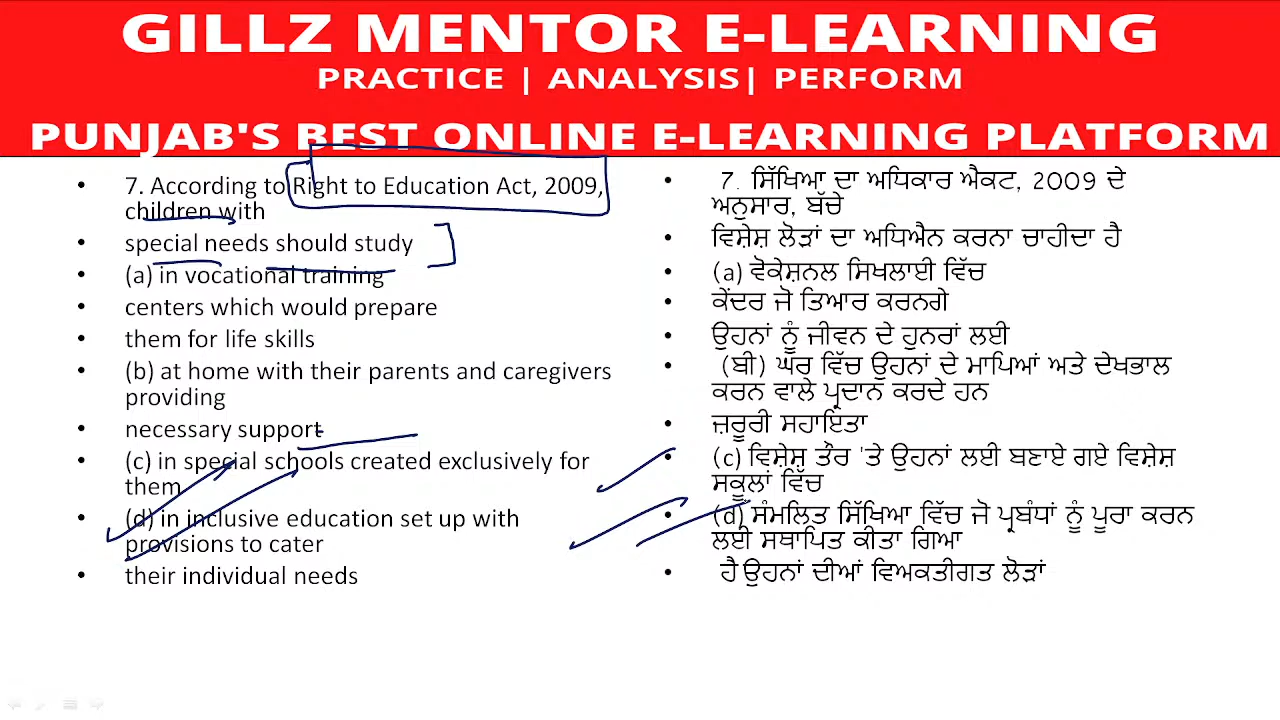 GILLZ MENTOR E-LEARNING
PRACTICE | ANALYSIS| PERFORM
PUNJAB'S BEST ONLINE E-LEARNING PLATFORM
• 7. According to Right to Education Act, 2009,
children with
• special needs should study
• (a) in vocational training
• centers which would prepare
• them for life skills
• (b) at home with their parents and caregivers
providing
• necessary support
• (c) in special schools created exclusively for
them
• (d) in inclusive education set up with
provisions to cater
• their individual needs
• 7. ਸਿੱਖਿਆ ਦਾ ਅਧਿਕਾਰ ਐਕਟ, 2009 ਦੇ
ਅਨੁਸਾਰ, ਬੱਚੇ
• ਵਿਸ਼ੇਸ਼ ਲੋੜਾਂ ਦਾ ਅਧਿਐਨ ਕਰਨਾ ਚਾਹੀਦਾ ਹੈ
• (a) ਵੋਕੇਸ਼ਨਲ ਸਿਖਲਾਈ ਵਿੱਚ
• ਕੇਂਦਰ ਜੋ ਤਿਆਰ ਕਰਨਗੇ
• ਉਹਨਾਂ ਨੂੰ ਜੀਵਨ ਦੇ ਹੁਨਰਾਂ ਲਈ
• (ਬੀ) ਘਰ ਵਿੱਚ ਉਹਨਾਂ ਦੇ ਮਾਪਿਆਂ ਅਤੇ ਦੇਖਭਾਲ
ਕਰਨ ਵਾਲੇ ਪ੍ਰਦਾਨ ਕਰਦੇ ਹਨ
• ਜ਼ਰੂਰੀ ਸਹਾਇਤਾ
• (c) ਵਿਸ਼ੇਸ਼ ਤੌਰ 'ਤੇ ਉਹਨਾਂ ਲਈ ਬਣਾਏ ਗਏ ਵਿਸ਼ੇਸ਼
ਸਕੂਲਾਂ ਵਿੱਚ
• (d) ਸੰਮਲਿਤ ਸਿੱਖਿਆ ਵਿੱਚ ਜੋ ਪ੍ਰਬੰਧਾਂ ਨੂੰ ਪੂਰਾ ਕਰਨ
ਲਈ ਸਥਾਪਿਤ ਕੀਤਾ ਗਿਆ
• ਹੈ ਉਹਨਾਂ ਦੀਆਂ ਵਿਅਕਤੀਗਤ ਲੋੜਾਂ